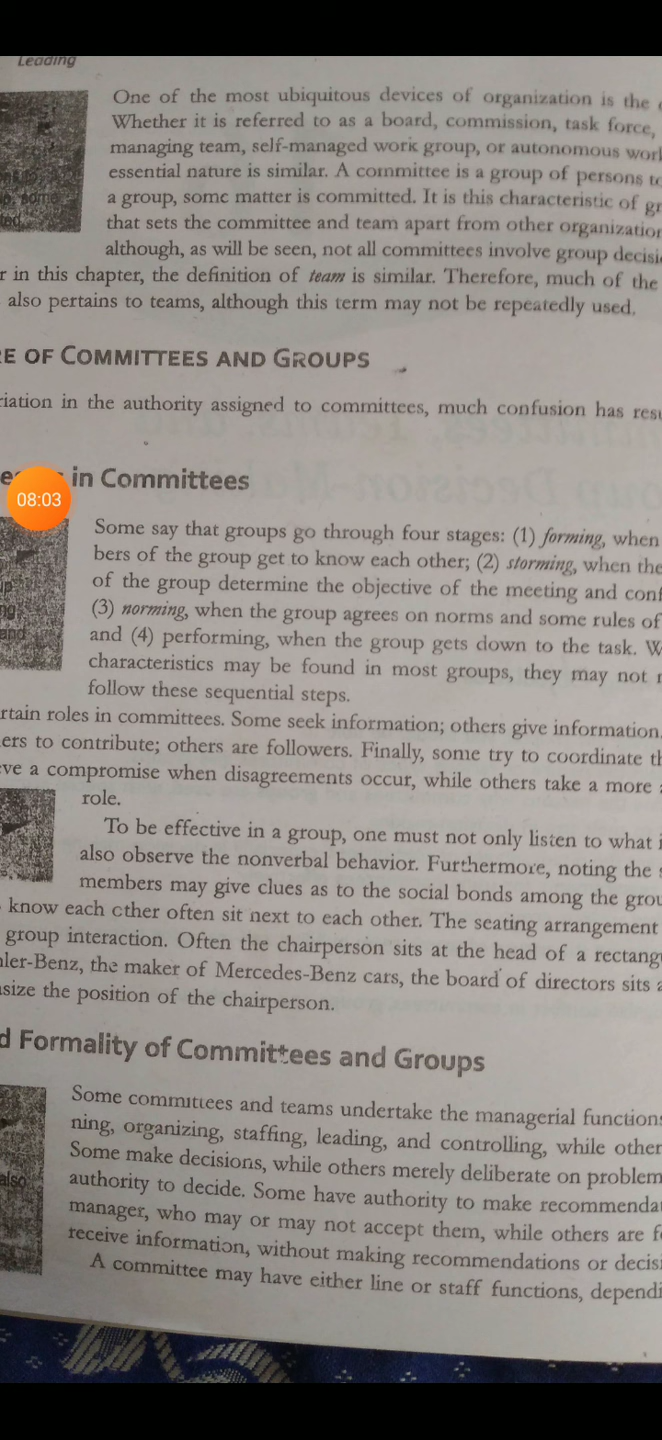 Leading
One of the most ubiquitous devices of organization is the
Whether it is referred to as a board, commission, task force,
managing team, self-managed work group, or autonomous work
essential nature is similar. A committee is a group of persons to
a group, some matter is committed. It is this characteristic of gr
that sets the committee and team apart from other organization
although, as will be seen, not all committees involve group decisi
r in this chapter, the definition of team is similar. Therefore, much of the
also pertains to teams, although this term may not be repeatedly used.
RE OF COMMITTEES AND GROUPS
riation in the authority assigned to committees, much confusion has resu
in Committees
08:03
Some say that groups go through four stages: (1) forming, when
bers of the group get to know each other; (2) storming, when the
of the group determine the objective of the meeting and conf
(3) norming, when the group agrees on norms and some rules of
and (4) performing, when the group gets down to the task. W
characteristics may be found in most groups, they may not
follow these sequential steps.
rtain roles in committees. Some seek information; others give information,
ers to contribute; others are followers. Finally, some try to coordinate th
eve a compromise when disagreements occur, while others take a more
role.
To be effective in a group, one must not only listen to what i
also observe the nonverbal behavior. Furthermore, noting the s
members may give clues as to the social bonds among the grou
know each other often sit next to each other. The seating arrangement
group interaction. Often the chairperson sits at the head of a rectang
ler-Benz, the maker of Mercedes-Benz cars, the board of directors sits a
size the position of the chairperson.
d Formality of Committees and Groups
Some committees and teams undertake the managerial functions
ning, organizing, staffing, leading, and controlling, while other
Some make decisions, while others merely deliberate on problem
authority to decide. Some have authority to make recommendat
also
manager, who may or may not accept them, while others are f
receive information, without making recommendations or decisi
A committee may have either line or staff functions, dependi